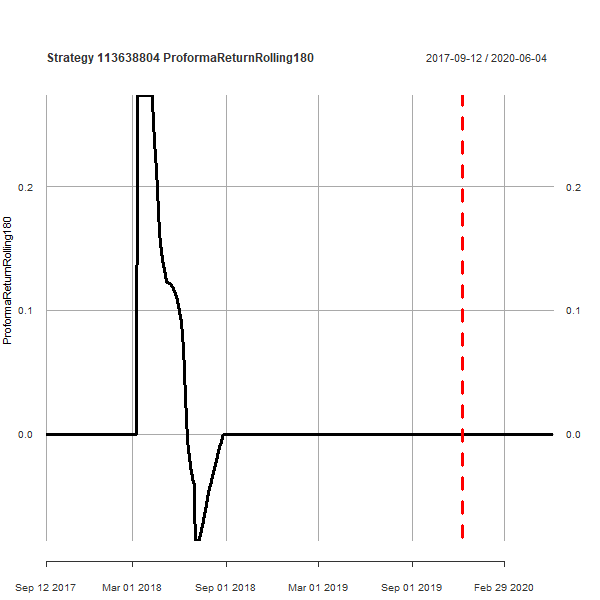 Strategy 113638804 ProformaReturnRolling180
2017-09-12 / 2020-06-04
ProformaReturnRolling180
0.2
0.1
0.0
0.2
0.1
0.0
Sep 12 2017
Mar 01 2018
Sep 01 2018
Mar 01 2019
Sep 01 2019
Feb 29 2020